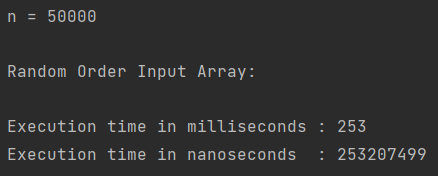 n = 50000
Random Order Input Array:
Execution time in milliseconds : 253
Execution time in nanoseconds  : 253207499